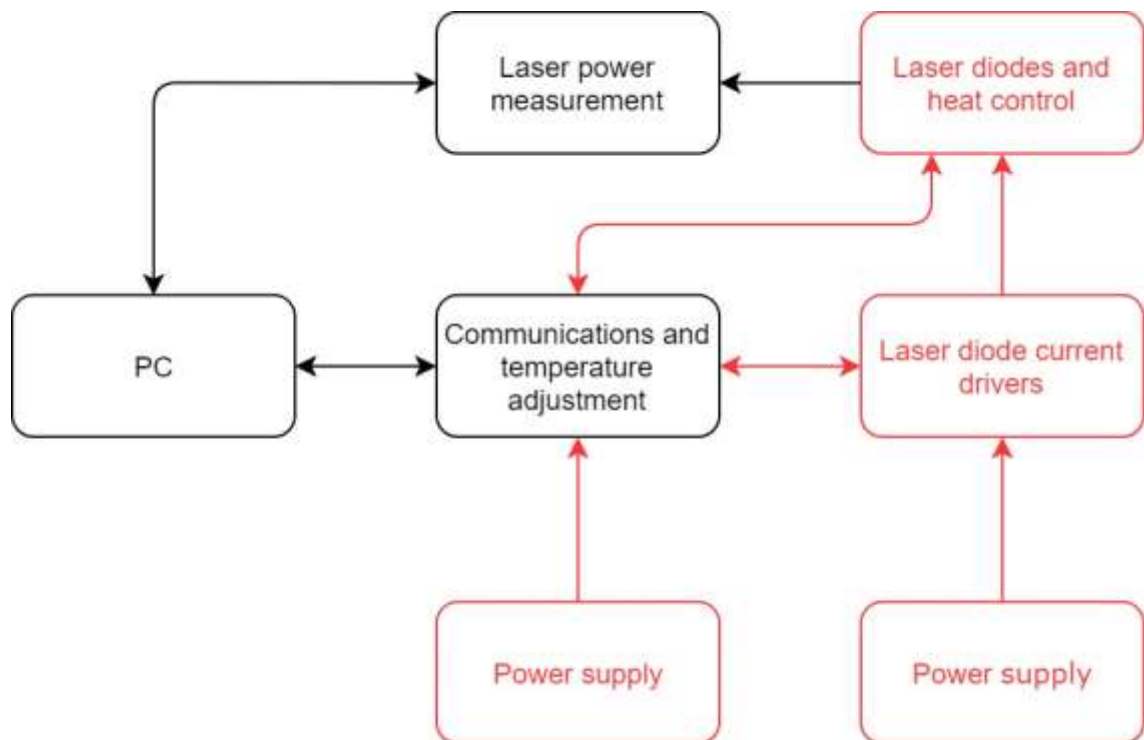 Laser power
measurement
Laser diodes and
heat control
PC
Communications and
temperature
adjustment
Laser diode current
drivers
Power supply
Power supply